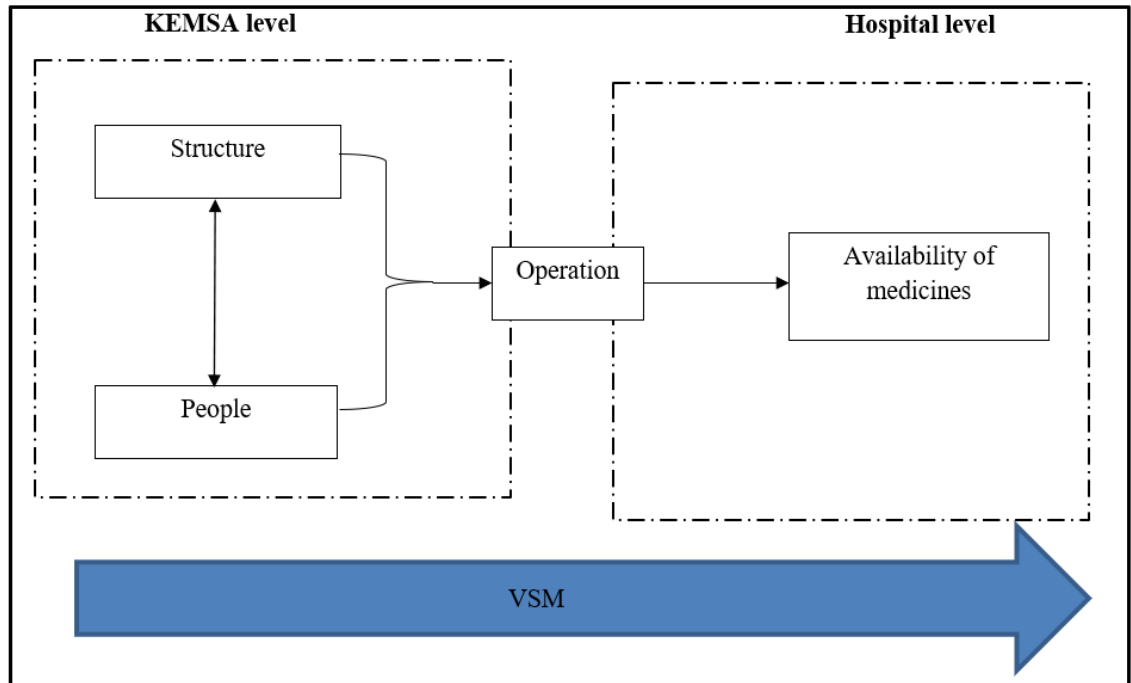 KEMSA level
Hospital level
Structure
Operation
Availability of
medicines
People
VSM